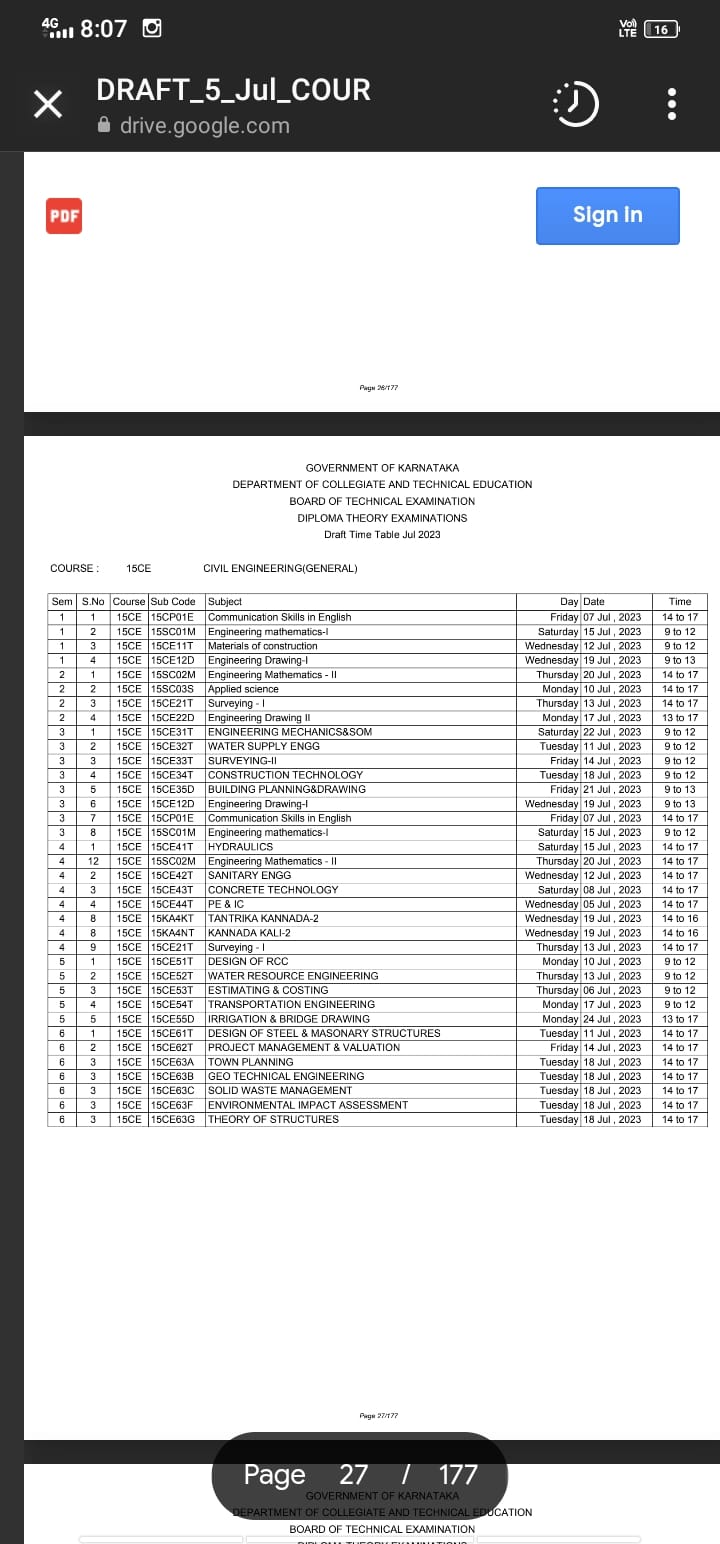 4G 8:07 Vo)) LTE 16
DRAFT_5_Jul_COUR
drive.google.com
PDF Sign in
Page 26/177
GOVERNMENT OF KARNATAKA
DEPARTMENT OF COLLEGIATE AND TECHNICAL EDUCATION
BOARD OF TECHNICAL EXAMINATION
DIPLOMA THEORY EXAMINATIONS
Draft Time Table Jul 2023
COURSE : 15CE CIVIL ENGINEERING(GENERAL)
Sem S.No Course Sub Code Subject Day Date Time
1 1 15CE 15CP01E Communication Skills in English Friday 07 Jul , 2023 14 to 17
1 2 15CE 15SC01M Engineering mathematics-I Saturday 15 Jul , 2023 9 to 12
1 3 15CE 15CE11T Materials of construction Wednesday 12 Jul , 2023 9 to 12
1 4 15CE 15CE12D Engineering Drawing-I Wednesday 19 Jul , 2023 9 to 13
2 1 15CE 15SC02M Engineering Mathematics - II Thursday 20 Jul , 2023 14 to 17
2 2 15CE 15SC03S Applied science Monday 10 Jul , 2023 14 to 17
2 3 15CE 15CE21T Surveying - I Thursday 13 Jul , 2023 14 to 17
2 4 15CE 15CE22D Engineering Drawing II Monday 17 Jul , 2023 13 to 17
3 1 15CE 15CE31T ENGINEERING MECHANICS&SOM Saturday 22 Jul , 2023 9 to 12
3 2 15CE 15CE32T WATER SUPPLY ENGG Tuesday 11 Jul , 2023 9 to 12
3 3 15CE 15CE33T SURVEYING-II Friday 14 Jul , 2023 9 to 12
3 4 15CE 15CE34T CONSTRUCTION TECHNOLOGY Tuesday 18 Jul , 2023 9 to 12
3 5 15CE 15CE35D BUILDING PLANNING&DRAWING Friday 21 Jul , 2023 9 to 13
3 6 15CE 15CE12D Engineering Drawing-I Wednesday 19 Jul , 2023 9 to 13
3 7 15CE 15CP01E Communication Skills in English Friday 07 Jul , 2023 14 to 17
3 8 15CE 15SC01M Engineering mathematics-I Saturday 15 Jul , 2023 9 to 12
4 1 15CE 15CE41T HYDRAULICS Saturday 15 Jul , 2023 14 to 17
4 12 15CE 15SC02M Engineering Mathematics - II Thursday 20 Jul , 2023 14 to 17
4 2 15CE 15CE42T SANITARY ENGG Wednesday 12 Jul , 2023 14 to 17
4 3 15CE 15CE43T CONCRETE TECHNOLOGY Saturday 08 Jul , 2023 14 to 17
4 4 15CE 15CE44T PE & IC Wednesday 05 Jul , 2023 14 to 17
4 8 15CE 15KA4KT TANTRIKA KANNADA-2 Wednesday 19 Jul , 2023 14 to 16
4 8 15CE 15KA4NT KANNADA KALI-2 Wednesday 19 Jul , 2023 14 to 16
4 9 15CE 15CE21T Surveying - I Thursday 13 Jul , 2023 14 to 17
5 1 15CE 15CE51T DESIGN OF RCC Monday 10 Jul , 2023 9 to 12
5 2 15CE 15CE52T WATER RESOURCE ENGINEERING Thursday 13 Jul , 2023 9 to 12
5 3 15CE 15CE53T ESTIMATING & COSTING Thursday 06 Jul , 2023 9 to 12
5 4 15CE 15CE54T TRANSPORTATION ENGINEERING Monday 17 Jul , 2023 9 to 12
5 5 15CE 15CE55D IRRIGATION & BRIDGE DRAWING Monday 24 Jul , 2023 13 to 17
6 1 15CE 15CE61T DESIGN OF STEEL & MASONARY STRUCTURES Tuesday 11 Jul , 2023 14 to 17
6 2 15CE 15CE62T PROJECT MANAGEMENT & VALUATION Friday 14 Jul , 2023 14 to 17
6 3 15CE 15CE63A TOWN PLANNING Tuesday 18 Jul , 2023 14 to 17
6 3 15CE 15CE63B GEO TECHNICAL ENGINEERING Tuesday 18 Jul , 2023 14 to 17
6 3 15CE 15CE63C SOLID WASTE MANAGEMENT Tuesday 18 Jul , 2023 14 to 17
6 3 15CE 15CE63F ENVIRONMENTAL IMPACT ASSESSMENT Tuesday 18 Jul , 2023 14 to 17
6 3 15CE 15CE63G THEORY OF STRUCTURES Tuesday 18 Jul , 2023 14 to 17
Page 27/177
Page 27 / 177
GOVERNMENT OF KARNATAKA
DEPARTMENT OF COLLEGIATE AND TECHNICAL EDUCATION
BOARD OF TECHNICAL EXAMINATION